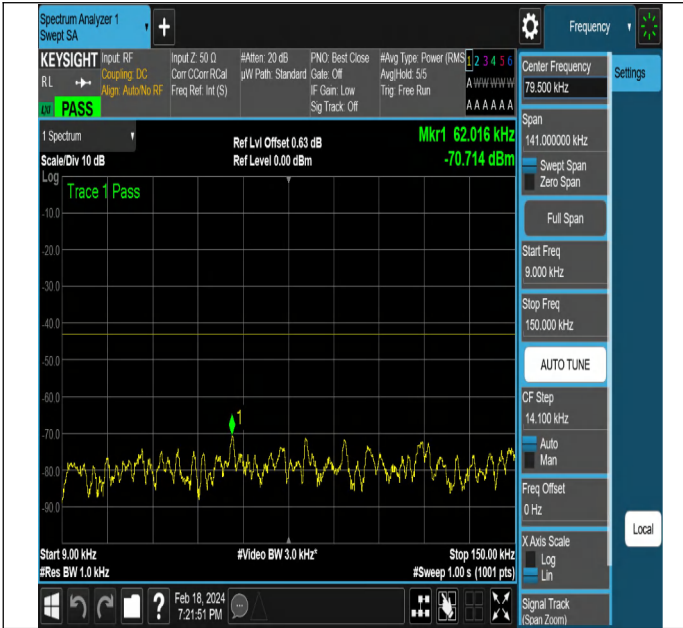 Spectrum Analyzer 1
Swept SA
+
Frequency
KEYSIGHT
R L
PASS
Input: RF
Coupling: DC
Align: Auto/No RF
Input Z: 50 Ω
Corr CCorr RCal
Freq Ref: Int (S)
#Atten: 20 dB
µW Path: Standard
PNO: Best Close
Gate: Off
IF Gain: Low
Sig Track: Off
#Avg Type: Power (RMS
Avg|Hold: 5/5
Trig: Free Run
1 2 3 4 5 6
A W W W W W
A A A A A A
1 Spectrum
Scale/Div 10 dB
Log
Ref Lvl Offset 0.63 dB
Ref Level 0.00 dBm
Mkr1 62.016 kHz
-70.714 dBm
Trace 1 Pass
-10.0
-20.0
-30.0
-40.0
-50.0
-60.0
1
-70.0
-80.0
-90.0
Start 9.00 kHz
#Res BW 1.0 kHz
#Video BW 3.0 kHz*
Stop 150.00 kHz
#Sweep 1.00 s (1001 pts)
?
Feb 18, 2024
7:21:51 PM
Center Frequency
79.500 kHz
Settings
Span
141.000000 kHz
Swept Span
Zero Span
Full Span
Start Freq
9.000 kHz
Stop Freq
150.000 kHz
AUTO TUNE
CF Step
14.100 kHz
Auto
Man
Freq Offset
0 Hz
Local
X Axis Scale
Log
Lin
Signal Track
(Span Zoom)